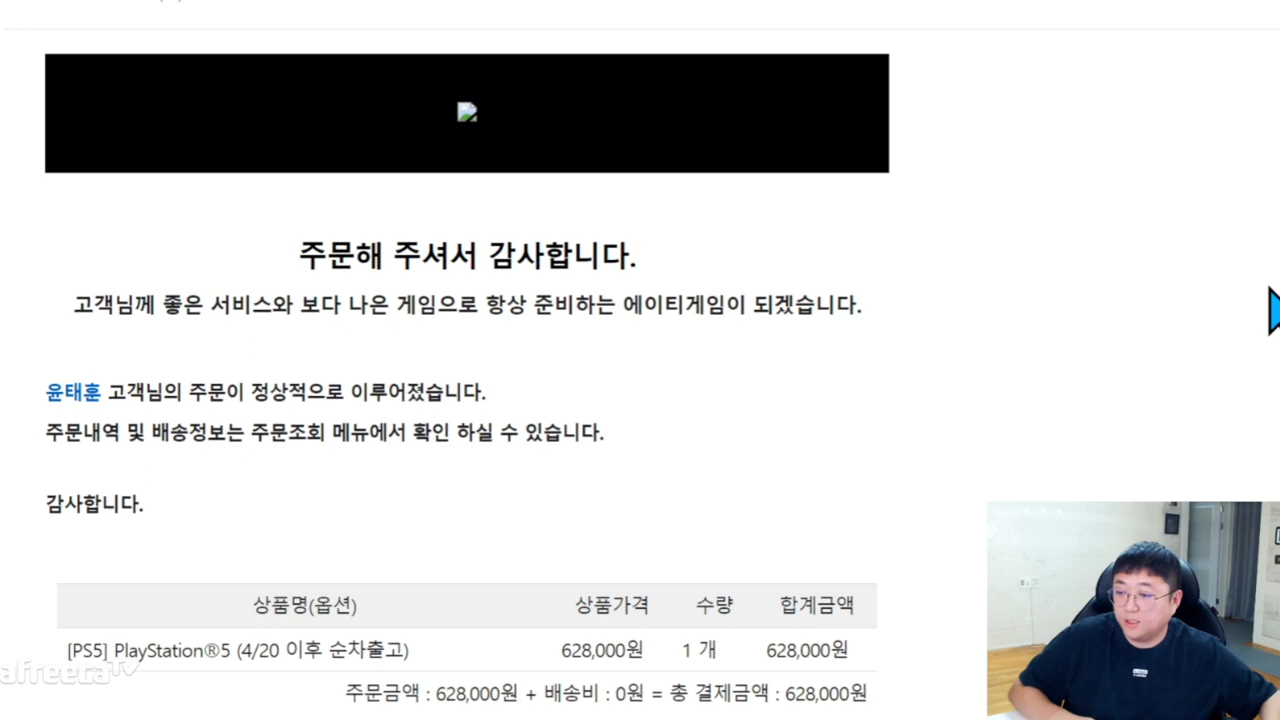 주문해 주셔서 감사합니다.
고객님께 좋은 서비스와 보다 나은 게임으로 항상 준비하는 에이티게임이 되겠습니다.
윤태훈 고객님의 주문이 정상적으로 이루어졌습니다.
주문내역 및 배송정보는 주문조회 메뉴에서 확인 하실 수 있습니다.
감사합니다.
상품명(옵션) 상품가격 수량 합계금액
[PS5] PlayStation®5 (4/20 이후 순차출고) 628,000원 1 개 628,000원
afreecaTV
주문금액 : 628,000원 + 배송비 : 0원 = 총 결제금액 : 628,000원